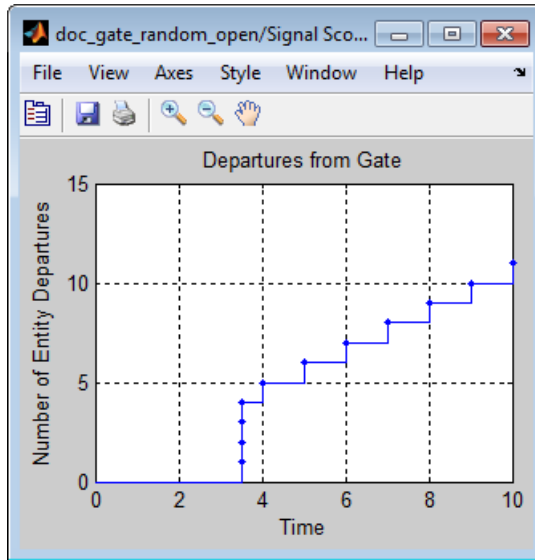 doc_gate_random_open/Signal Sco...
File View Axes Style Window Help
Departures from Gate
Number of Entity Departures
15
10
5
0
0 2 4 6 8 10
Time